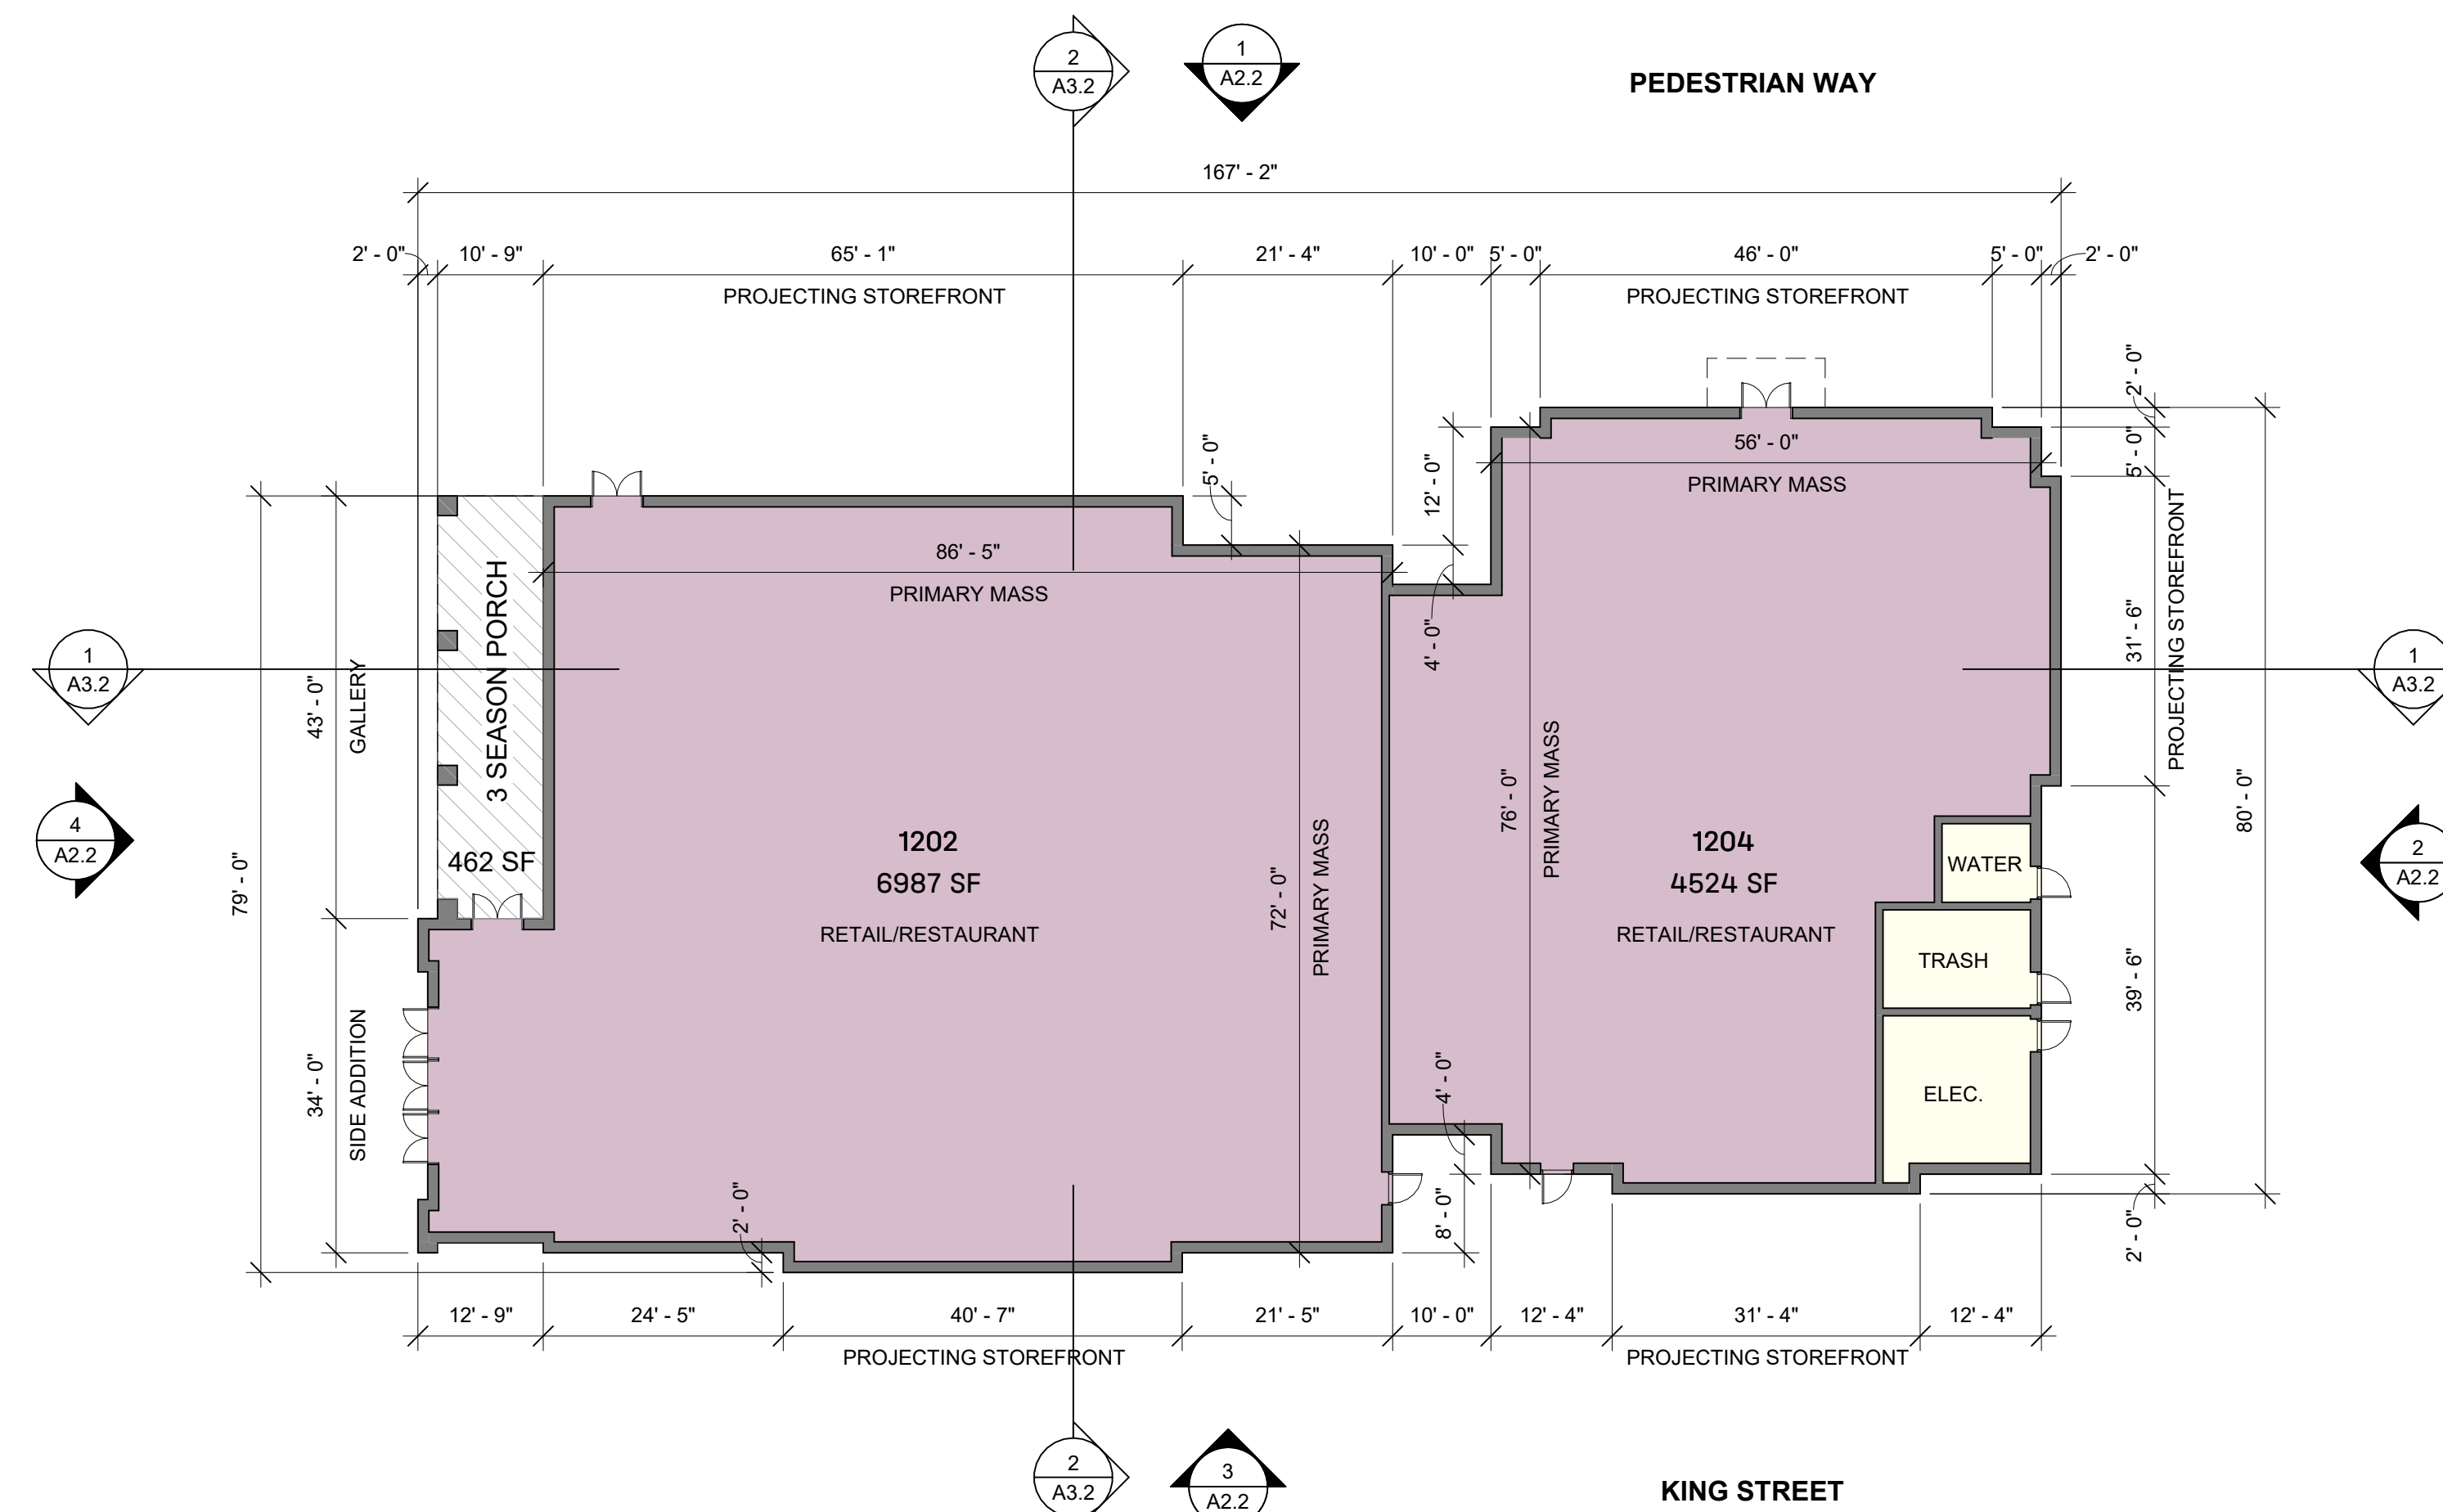 2
A3.2
1
A2.2
PEDESTRIAN WAY
167' - 2"
2' - 0"
10' - 9"
65' - 1"
21' - 4"
10' - 0"
5' - 0"
46' - 0"
5' - 0"
2' - 0"
PROJECTING STOREFRONT
PROJECTING STOREFRONT
2' - 0"
5' - 0"
5' - 0"
12' - 0"
56' - 0"
PRIMARY MASS
86' - 5"
PRIMARY MASS
4' - 0"
31' - 6"
PROJECTING STOREFRONT
1
A3.2
43' - 0"
GALLERY
3 SEASON PORCH
462 SF
1
A3.2
4
A2.2
79' - 0"
1202
6987 SF
RETAIL/RESTAURANT
72' - 0"
PRIMARY MASS
76' - 0"
PRIMARY MASS
1204
4524 SF
RETAIL/RESTAURANT
WATER
TRASH
ELEC.
80' - 0"
2
A2.2
39' - 6"
34' - 0"
SIDE ADDITION
2' - 0"
4' - 0"
8' - 0"
2' - 0"
12' - 9"
24' - 5"
40' - 7"
21' - 5"
10' - 0"
12' - 4"
31' - 4"
12' - 4"
PROJECTING STOREFRONT
PROJECTING STOREFRONT
2
A3.2
3
A2.2
KING STREET